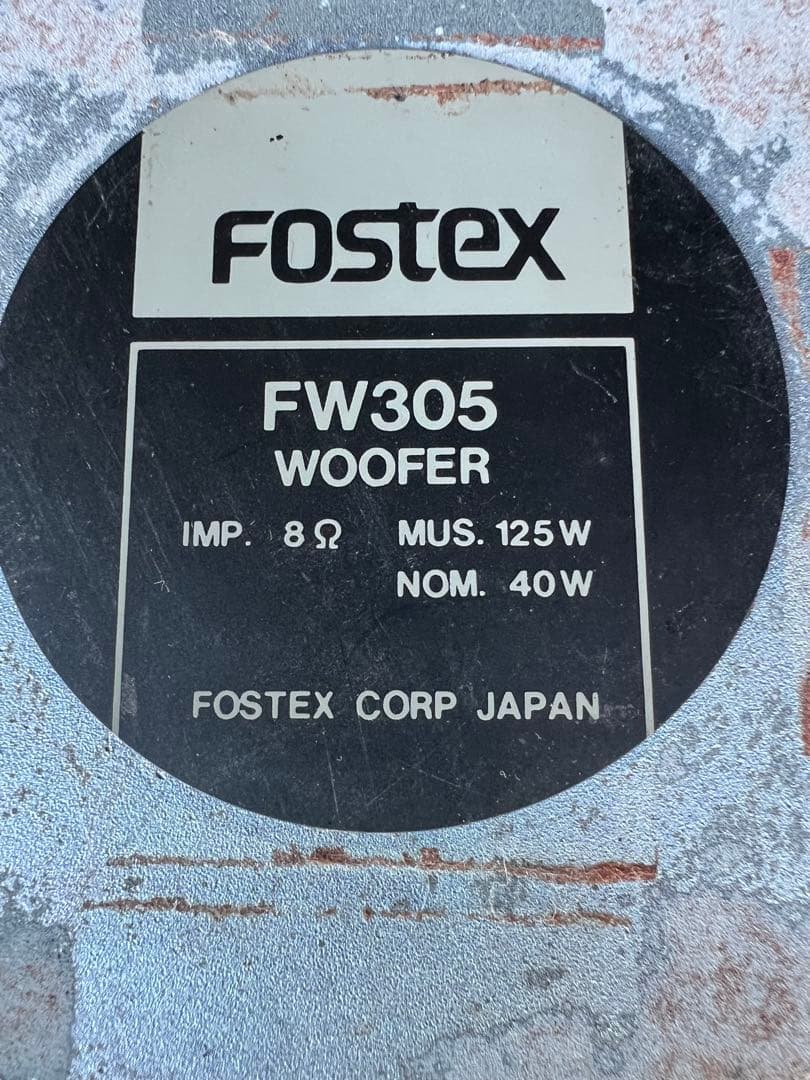 FOSTEX
FW305
WOOFER
IMP. 8Ω MUS. 125W
NOM. 40W
FOSTEX CORP JAPAN